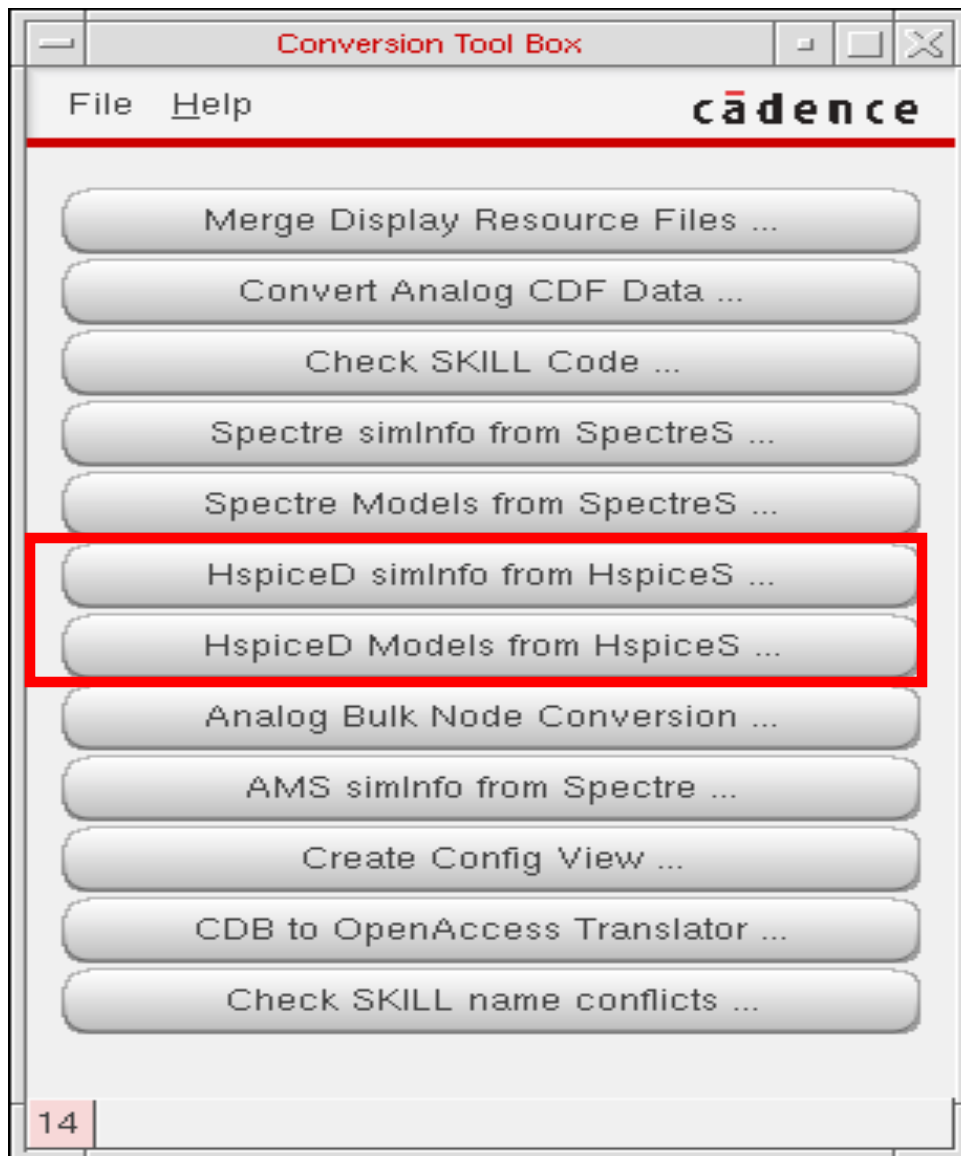 Conversion Tool Box
File Help cādence
Merge Display Resource Files ...
Convert Analog CDF Data ...
Check SKILL Code ...
Spectre simInfo from SpectreS ...
Spectre Models from SpectreS ...
HspiceD simInfo from HspiceS ...
HspiceD Models from HspiceS ...
Analog Bulk Node Conversion ...
AMS simInfo from Spectre ...
Create Config View ...
CDB to OpenAccess Translator ...
Check SKILL name conflicts ...
14